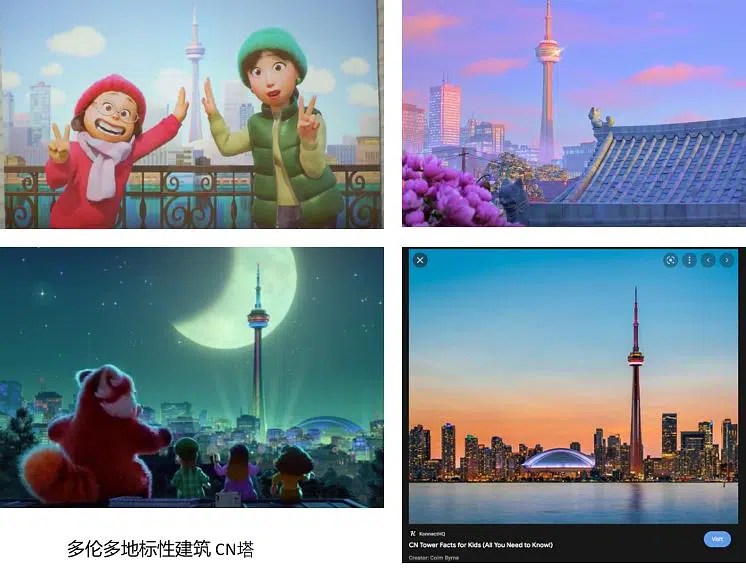 KonnectHQ
CN Tower Facts for Kids (All You Need to Know!)
Creator: Colm Byrne
Visit
多伦多地标性建筑 CN塔